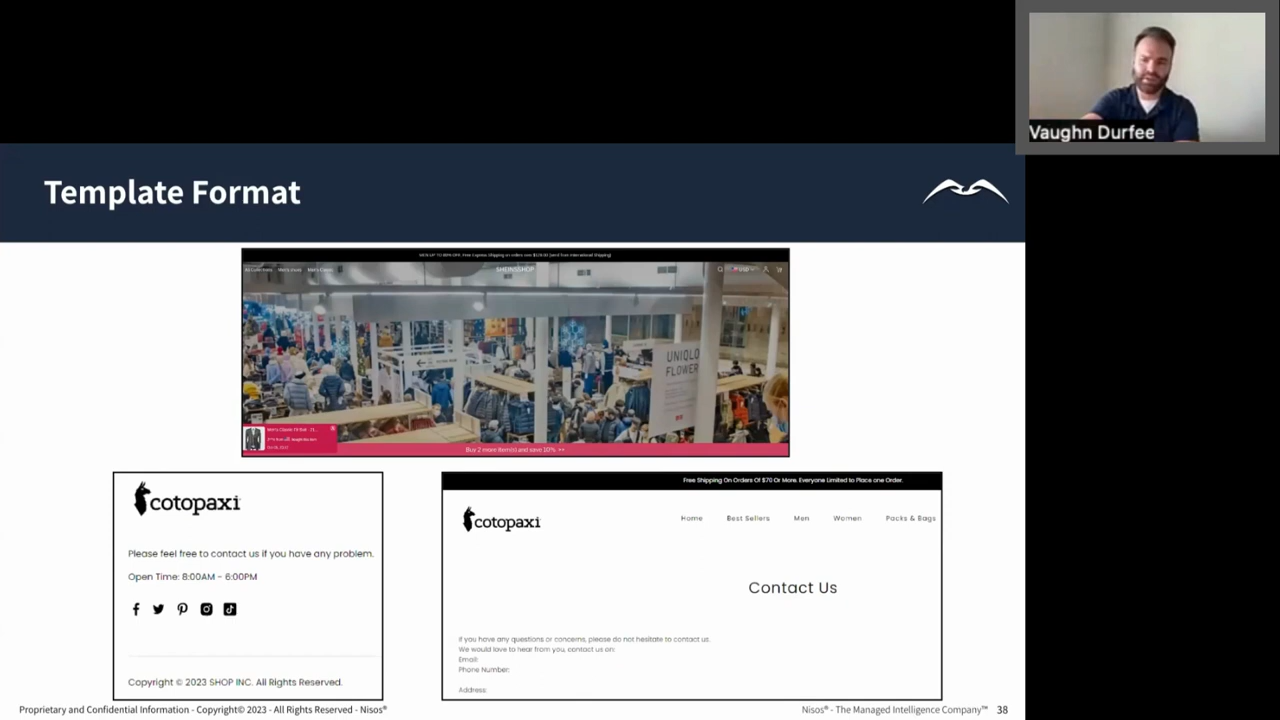 Vaughn Durfee
Template Format
SHEINSSHOP
UNIQLO
FLOWER
Buy 2 more item(s) and save 10%
cotopaxi
Please feel free to contact us if you have any problem.
Open Time: 8:00AM - 6:00PM
Copyright © 2023 SHOP INC. All Rights Reserved.
Free Shipping On Orders Of $70 Or More. Everyone Limited to Place one Order.
cotopaxi
Home Best Sellers Men Women Packs & Bags
Contact Us
If you have any questions or concerns, please do not hesitate to contact us.
We would love to hear from you, contact us on:
Email:
Phone Number:
Address:
Proprietary and Confidential Information - Copyright© 2023 - All Rights Reserved - Nisos®
Nisos® - The Managed Intelligence Company™ 38